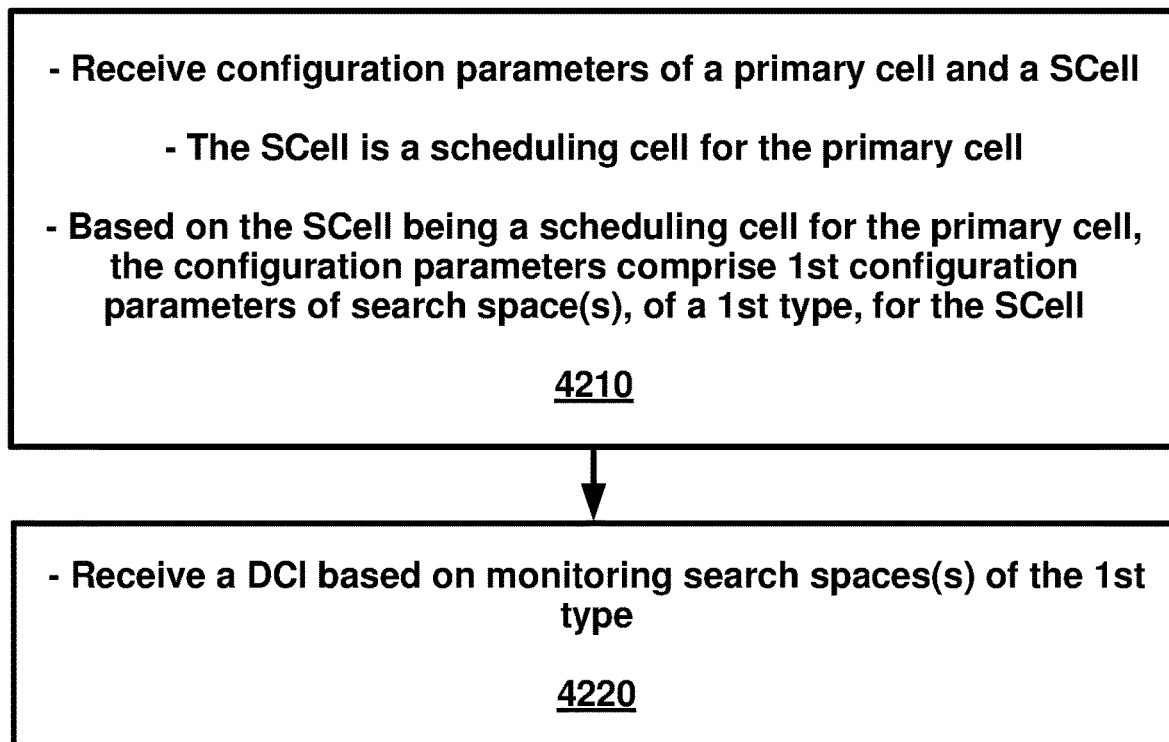 - Receive configuration parameters of a primary cell and a SCell
- The SCell is a scheduling cell for the primary cell
- Based on the SCell being a scheduling cell for the primary cell,
the configuration parameters comprise 1st configuration
parameters of search space(s), of a 1st type, for the SCell
4210
- Receive a DCI based on monitoring search spaces(s) of the 1st
type
4220